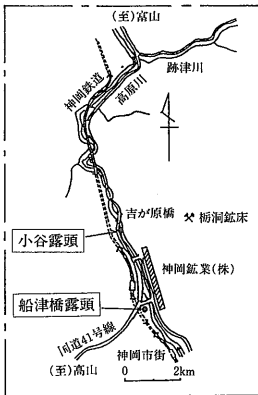 (至)富山
跡津川
神岡鉄道
高原川
吉が原橋
栃洞鉱床
小谷露頭
神岡鉱業(株)
船津橋露頭
国道41号線
神岡市街
(至)高山
0 2km